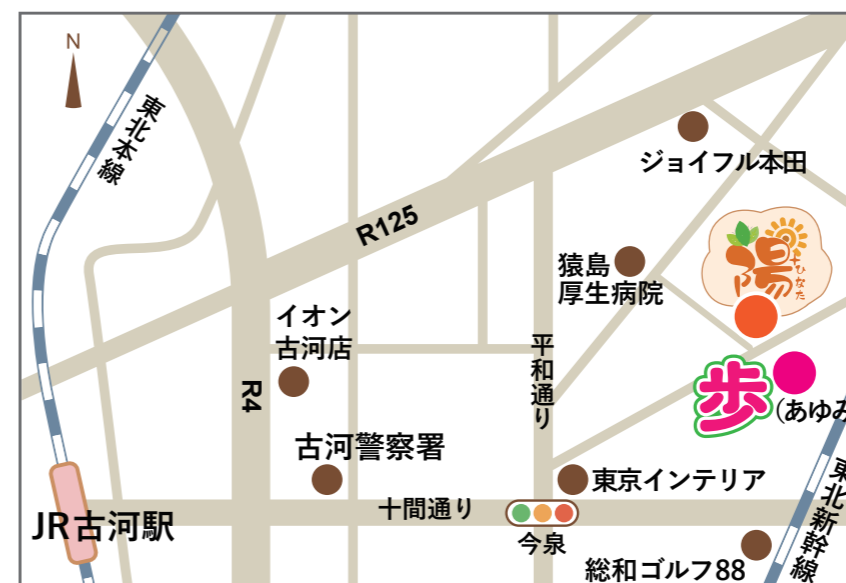 N
東北本線
R125
ジョイフル本田
猿島
厚生病院
陽
ひなた
イオン
古河店
R4
平和通り
歩
(あゆみ
古河警察署
東京インテリア
十間通り
JR古河駅
今泉
総和ゴルフ88
東北新幹線